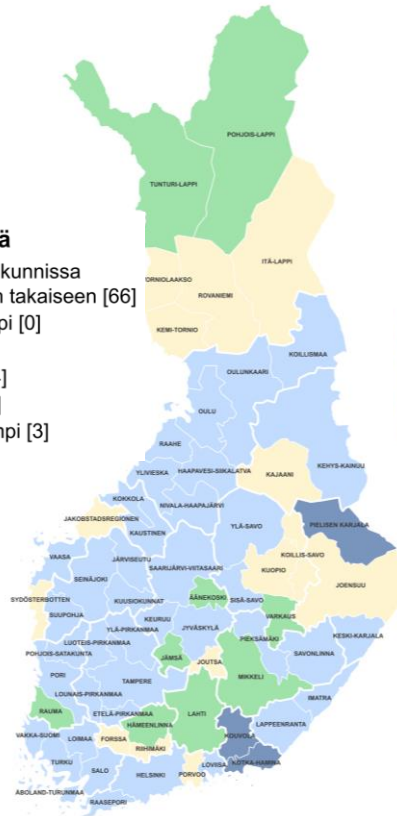 POHJOIS-LAPPI
TUNTURI-LAPPI
ä
kunnissa
takaiseen [66]
pi [0]
mpi [3]
ITÄ-LAPPI
ORNIOLAAKSO
ROVANIEMI
KEMI-TORNIO
KOILLISMAA
OULUNKAARI
OULU
RAAHE
KEHYS-KAINUU
YLIVIESKA
HAAPAVESI-SIIKALATVA
KAJAANI
KOKKOLA
NIVALA-HAAPAJÄRVI
PIELISEN KARJALA
JAKOBSTADSREGIONEN
YLÄ-SAVO
KAUSTINEN
KOILLIS-SAVO
VAASA
JÄRVISEUTU
SAARIJÄRVI-VIITASAARI
KUOPIO
JOENSUU
SEINÄJOKI
ÄÄNEKOSKI
SISÄ-SAVO
SYDÖSTERBOTTEN
KUUSIOKUNNAT
VARKAUS
SUUPOHJA
KEURUU
YLÄ-PIRKANMAA
JYVÄSKYLÄ
KESKI-KARJALA
LUOTEIS-PIRKANMAA
PIEKSÄMÄKI
POHJOIS-SATAKUNTA
SAVONLINNA
JÄMSÄ
JOUTSA
PORI
TAMPERE
MIKKELI
LOUNAIS-PIRKANMAA
IMATRA
RAUMA
ETELÄ-PIRKANMAA
LAHTI
HÄMEENLINNA
LAPPEENRANTA
VAKKA-SUOMI
LOIMAA
FORSSA
KOUVOLA
RIIHIMÄKI
TURKU
LOVIISA
KOTKA-HAMINA
SALO
HELSINKI
PORVOO
ÅBOLAND-TURUNMAA
RAASEPORI